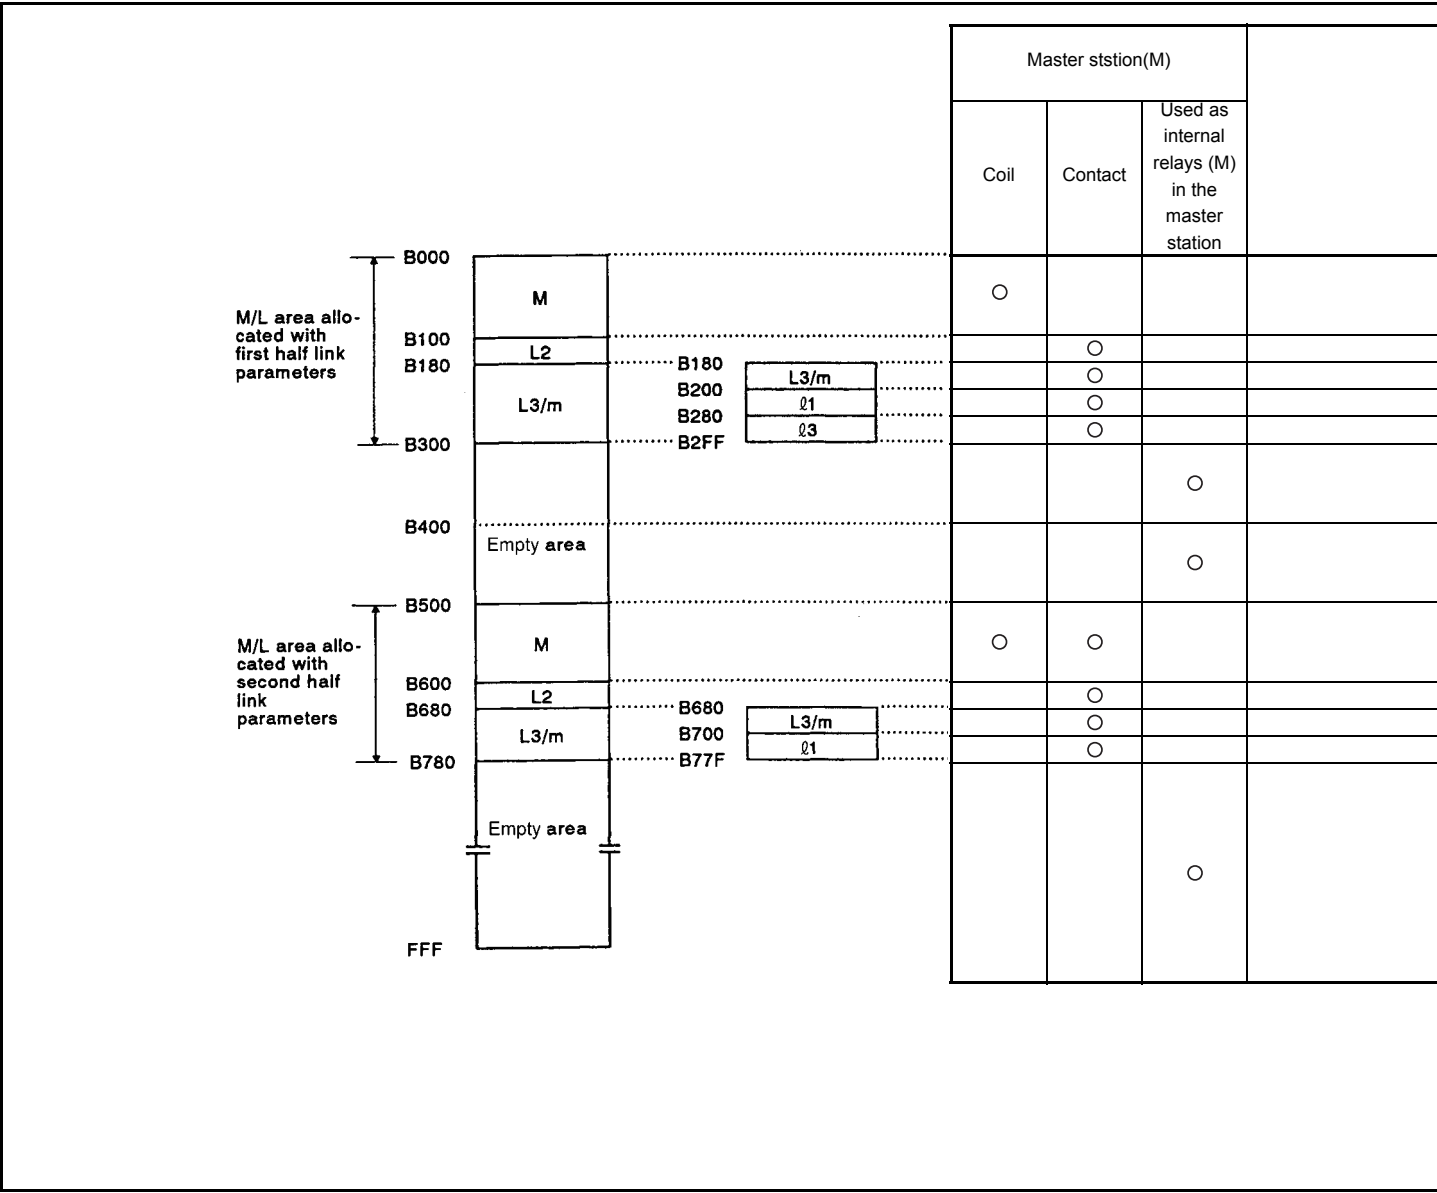 Master ststion(M)
Coil
Contact
Used as
internal
relays (M)
in the
master
station
B000
M
M/L area allo-
cated with
first half link
parameters
B100
L2
B180
B180
L3/m
B200
L3/m
ℓ1
B280
ℓ3
B300
B2FF
B400
Empty area
B500
M/L area allo-
cated with
second half
link
parameters
M
B600
L2
B680
B680
L3/m
B700
L3/m
ℓ1
B780
B77F
Empty area
FFF